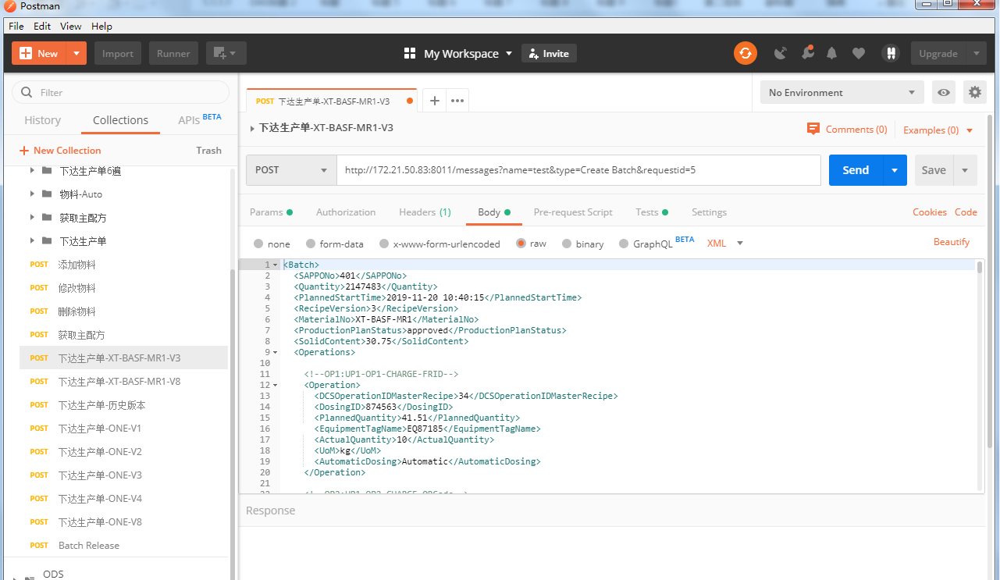 Postman
File Edit View Help
New Import Runner My Workspace Invite Upgrade
Filter
History Collections APIs BETA
New Collection Trash
下达生产单6遍
物料-Auto
获取主配方
下达生产单
POST 添加物料
POST 修改物料
POST 删除物料
POST 获取主配方
POST 下达生产单-XT-BASF-MR1-V3
POST 下达生产单-XT-BASF-MR1-V8
POST 下达生产单-历史版本
POST 下达生产单-ONE-V1
POST 下达生产单-ONE-V2
POST 下达生产单-ONE-V3
POST 下达生产单-ONE-V4
POST 下达生产单-ONE-V8
POST Batch Release
ODS
POST 下达生产单-XT-BASF-MR1-V3
No Environment
下达生产单-XT-BASF-MR1-V3
Comments (0) Examples (0)
POST http://172.21.50.83:8011/messages?name=test&type=Create Batch&requestid=5 Send Save
Params Authorization Headers (1) Body Pre-request Script Tests Settings Cookies Code
none form-data x-www-form-urlencoded raw binary GraphQL BETA XML Beautify
1 <Batch>
2 <SAPPONo>401</SAPPONo>
3 <Quantity>2147483</Quantity>
4 <PlannedStartTime>2019-11-20 10:40:15</PlannedStartTime>
5 <RecipeVersion>3</RecipeVersion>
6 <MaterialNo>XT-BASF-MR1</MaterialNo>
7 <ProductionPlanStatus>approved</ProductionPlanStatus>
8 <SolidContent>30.75</SolidContent>
9 <Operations>
10
11 <!--OP1:UP1-OP1-CHARGE-FRID-->
12 <Operation>
13 <DCSOperationIDMasterRecipe>34</DCSOperationIDMasterRecipe>
14 <DosingID>874563</DosingID>
15 <PlannedQuantity>41.51</PlannedQuantity>
16 <EquipmentTagName>EQ87185</EquipmentTagName>
17 <ActualQuantity>10</ActualQuantity>
18 <UoM>kg</UoM>
19 <AutomaticDosing>Automatic</AutomaticDosing>
20 </Operation>
21
Response